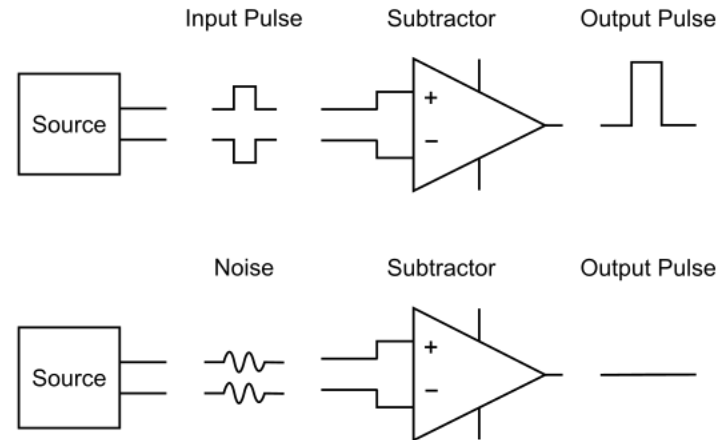 Input Pulse Subtractor Output Pulse
Source
+
−
Noise Subtractor Output Pulse
Source
+
−